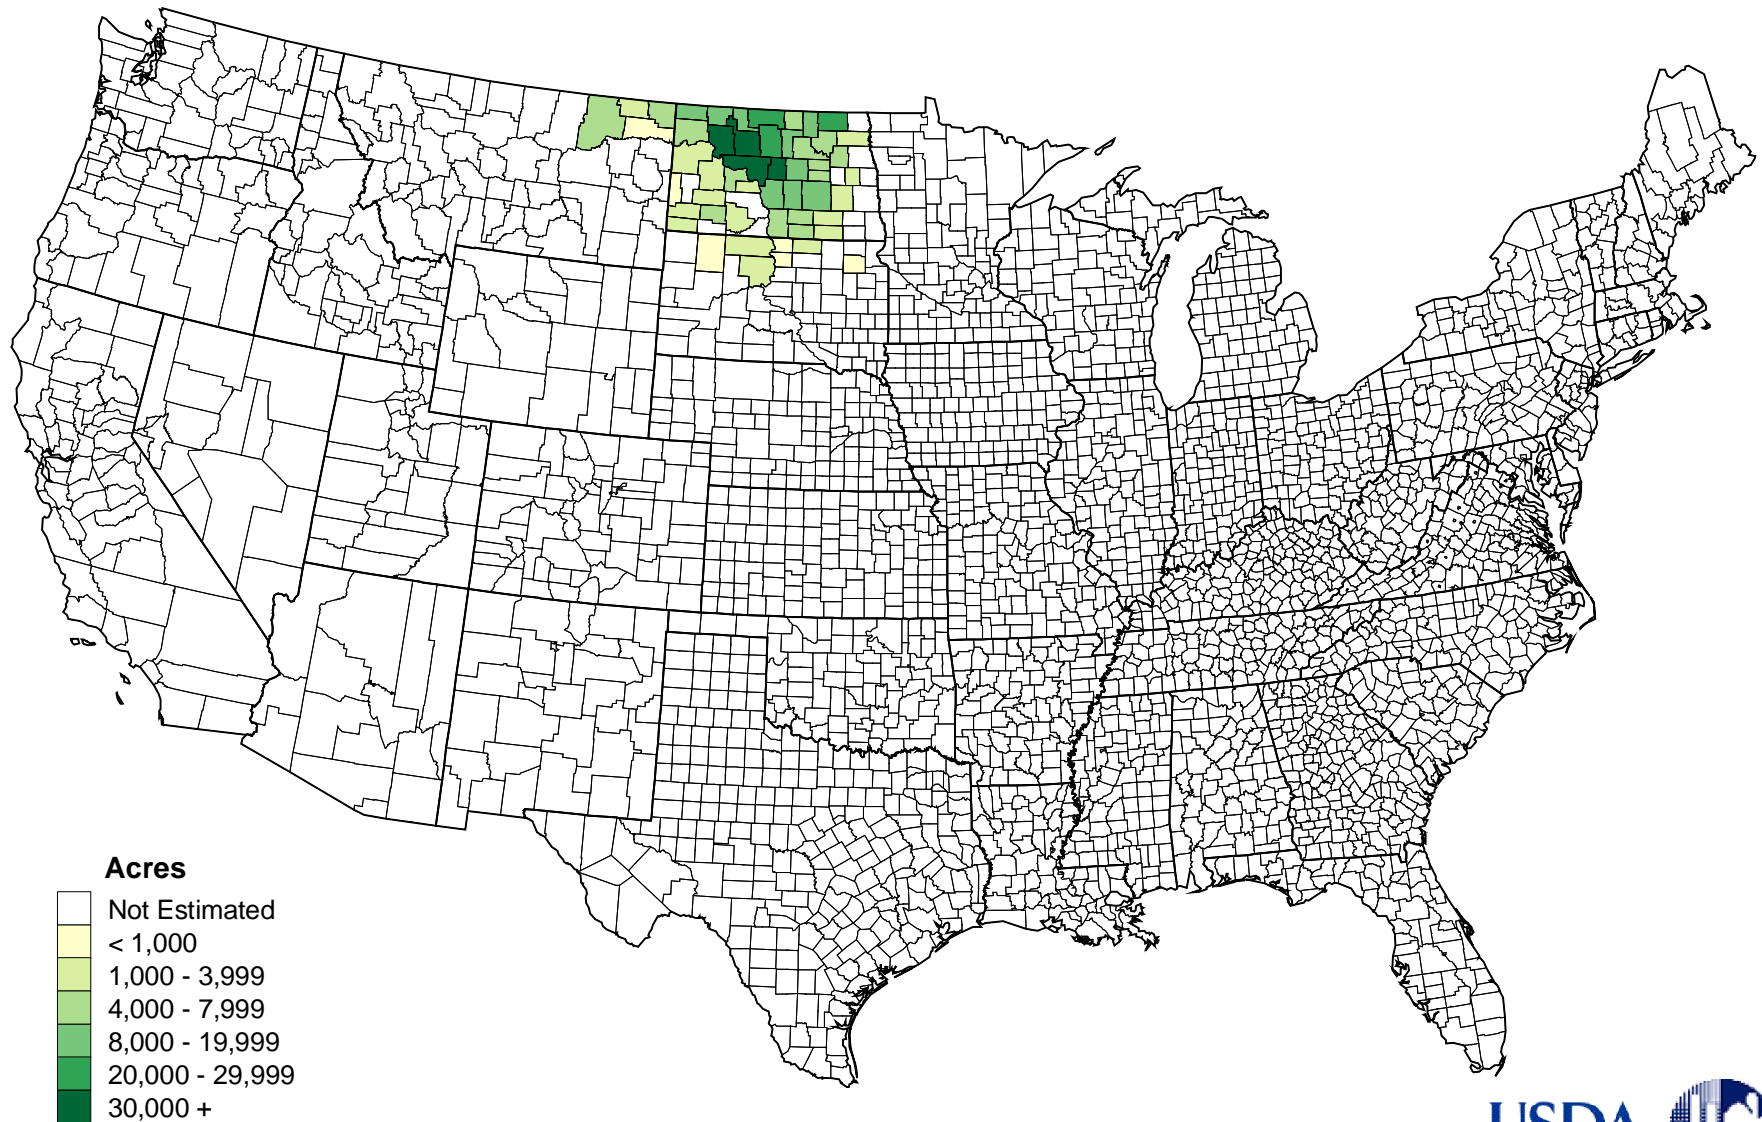 Acres
Not Estimated
< 1,000
1,000 - 3,999
4,000 - 7,999
8,000 - 19,999
20,000 - 29,999
30,000 +
USDA